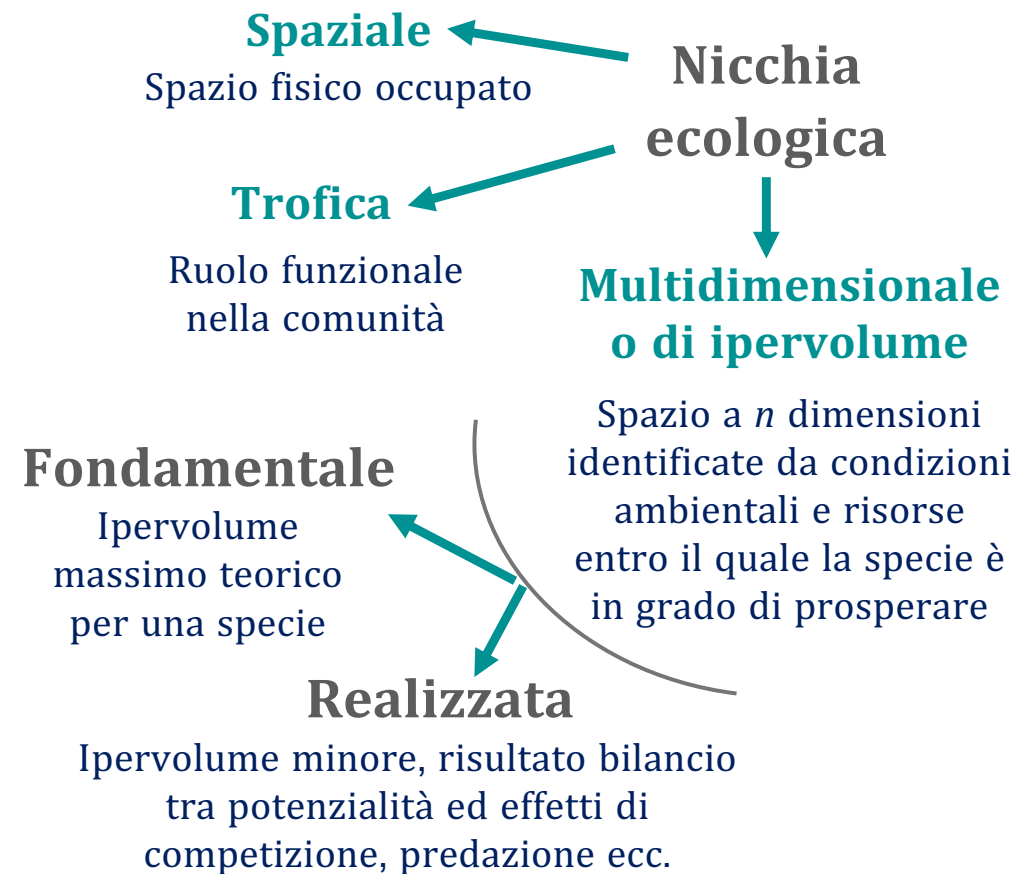 Nicchia
ecologica
Spaziale
Spazio fisico occupato
Trofica
Ruolo funzionale
nella comunità
Multidimensionale
o di ipervolume
Spazio a n dimensioni
identificate da condizioni
ambientali e risorse
entro il quale la specie è
in grado di prosperare
Fondamentale
Ipervolume
massimo teorico
per una specie
Realizzata
Ipervolume minore, risultato bilancio
tra potenzialità ed effetti di
competizione, predazione ecc.